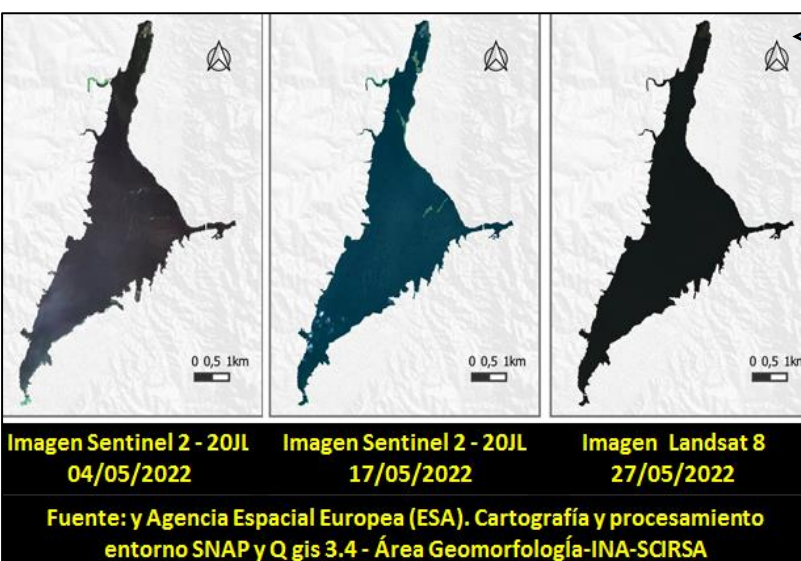 0 0,5 1km
0 0,5 1km
0 0,5 1km
Imagen Sentinel 2 - 20JL
04/05/2022
Imagen Sentinel 2 - 20JL
17/05/2022
Imagen Landsat 8
27/05/2022
Fuente: y Agencia Espacial Europea (ESA). Cartografía y procesamiento
entorno SNAP y Q gis 3.4 - Área Geomorfología-INA-SCIRSA